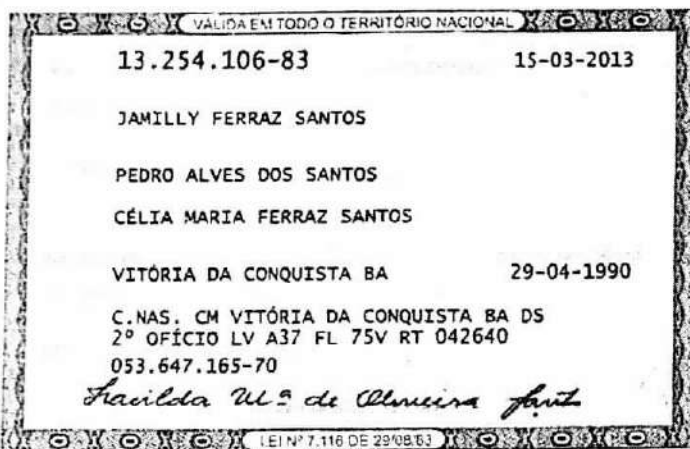 VÁLIDA EM TODO O TERRITÓRIO NACIONAL
13.254.106-83 15-03-2013
JAMILLY FERRAZ SANTOS
PEDRO ALVES DOS SANTOS
CÉLIA MARIA FERRAZ SANTOS
VITÓRIA DA CONQUISTA BA 29-04-1990
C.NAS. CM VITÓRIA DA CONQUISTA BA DS
2º OFÍCIO LV A37 FL 75V RT 042640
053.647.165-70
Mª de Oliveira
LEI Nº 7.116 DE 29/08/83